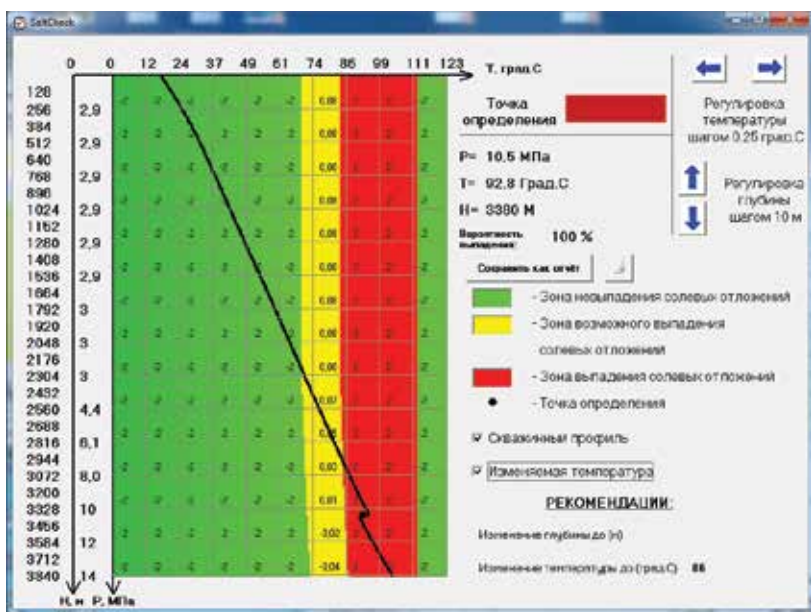 SaltCheck
0 0 12 24 37 49 61 74 86 99 111 123
Т, град.С
128
256 2,9
384
512 2,9
640
768 2,9
896
1024 2,9
1152
1280 2,9
1408
1536 2,9
1664
1792 3
1920
2048 3
2176
2304 3
2432
2560 4,4
2688
2816 6,1
2944
3072 8,0
3200
3328 10
3456
3584 12
3712
3840 14
Н, м Р, МПа
Точка
определения
P= 10,5 МПа
T= 92,8 Град.С
H= 3380 М
Вероятность
выпадения: 100 %
Регулировка
температуры
шагом 0.25 град.С
Регулировка
глубины
шагом 10 м
Сохранить как отчёт
- Зона невыпадения солевых отложений
- Зона возможного выпадения
солевых отложений
- Зона выпадения солевых отложений
- Точка определения
Скважинный профиль
Изменяемая температура
РЕКОМЕНДАЦИИ:
Изменение глубины до (м)
Изменение температуры до (град.С) 86